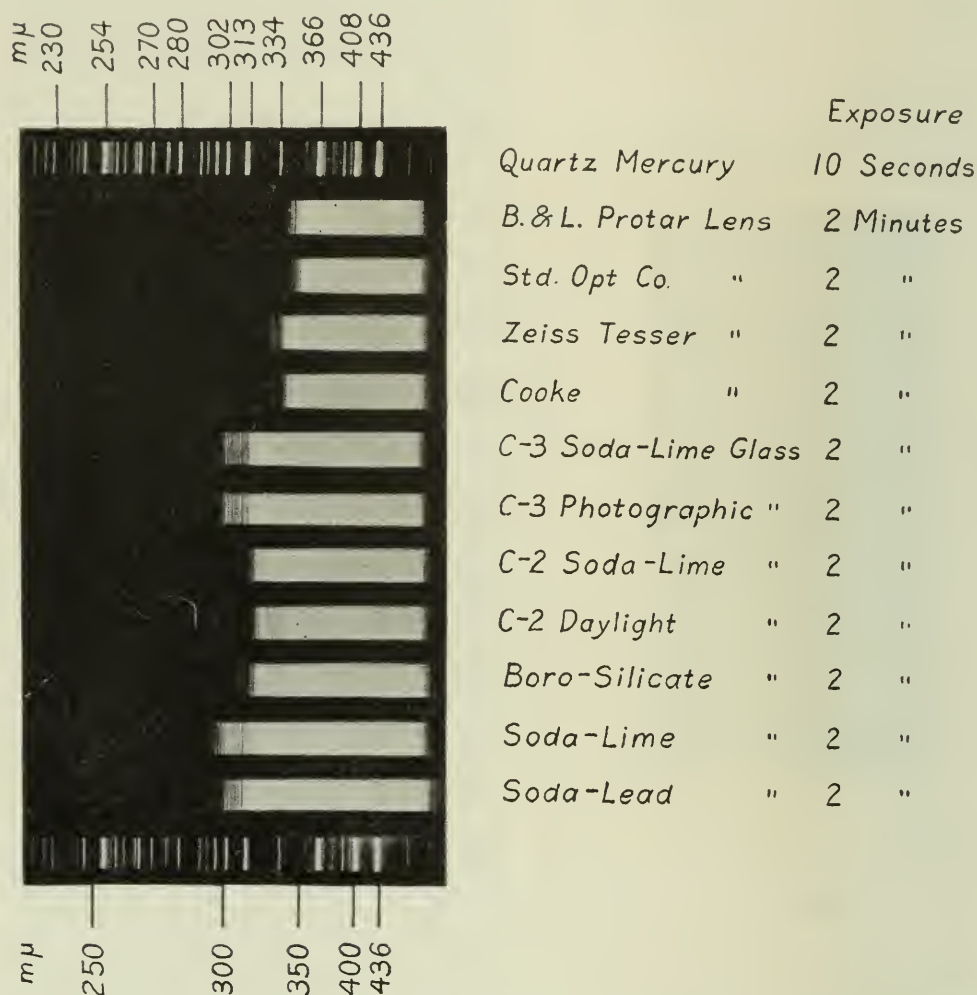 mμ 230 254 270 280 302 313 334 366 408 436
Exposure
Quartz Mercury 10 Seconds
B.&L. Protar Lens 2 Minutes
Std. Opt Co. " 2 "
Zeiss Tesser " 2 "
Cooke " 2 "
C-3 Soda-Lime Glass 2 "
C-3 Photographic " 2 "
C-2 Soda-Lime " 2 "
C-2 Daylight " 2 "
Boro-Silicate " 2 "
Soda-Lime " 2 "
Soda-Lead " 2 "
mμ 250 300 350 400 436